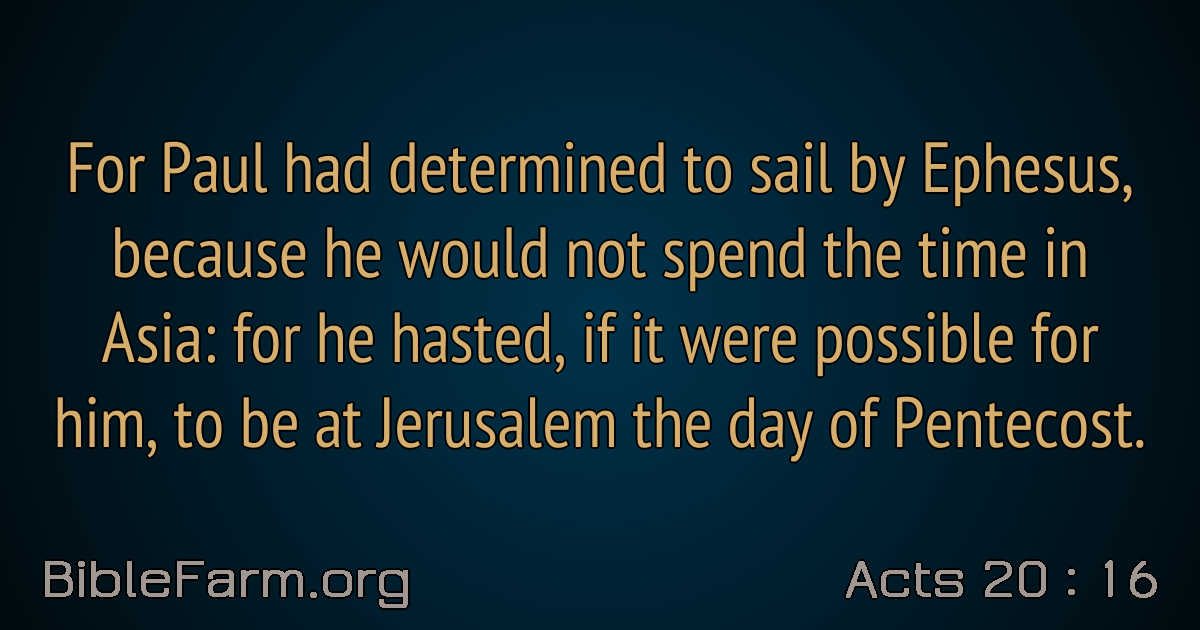 For Paul had determined to sail by Ephesus,
because he would not spend the time in
Asia: for he hasted, if it were possible for
him, to be at Jerusalem the day of Pentecost.
BibleFarm.org
Acts 20 : 16